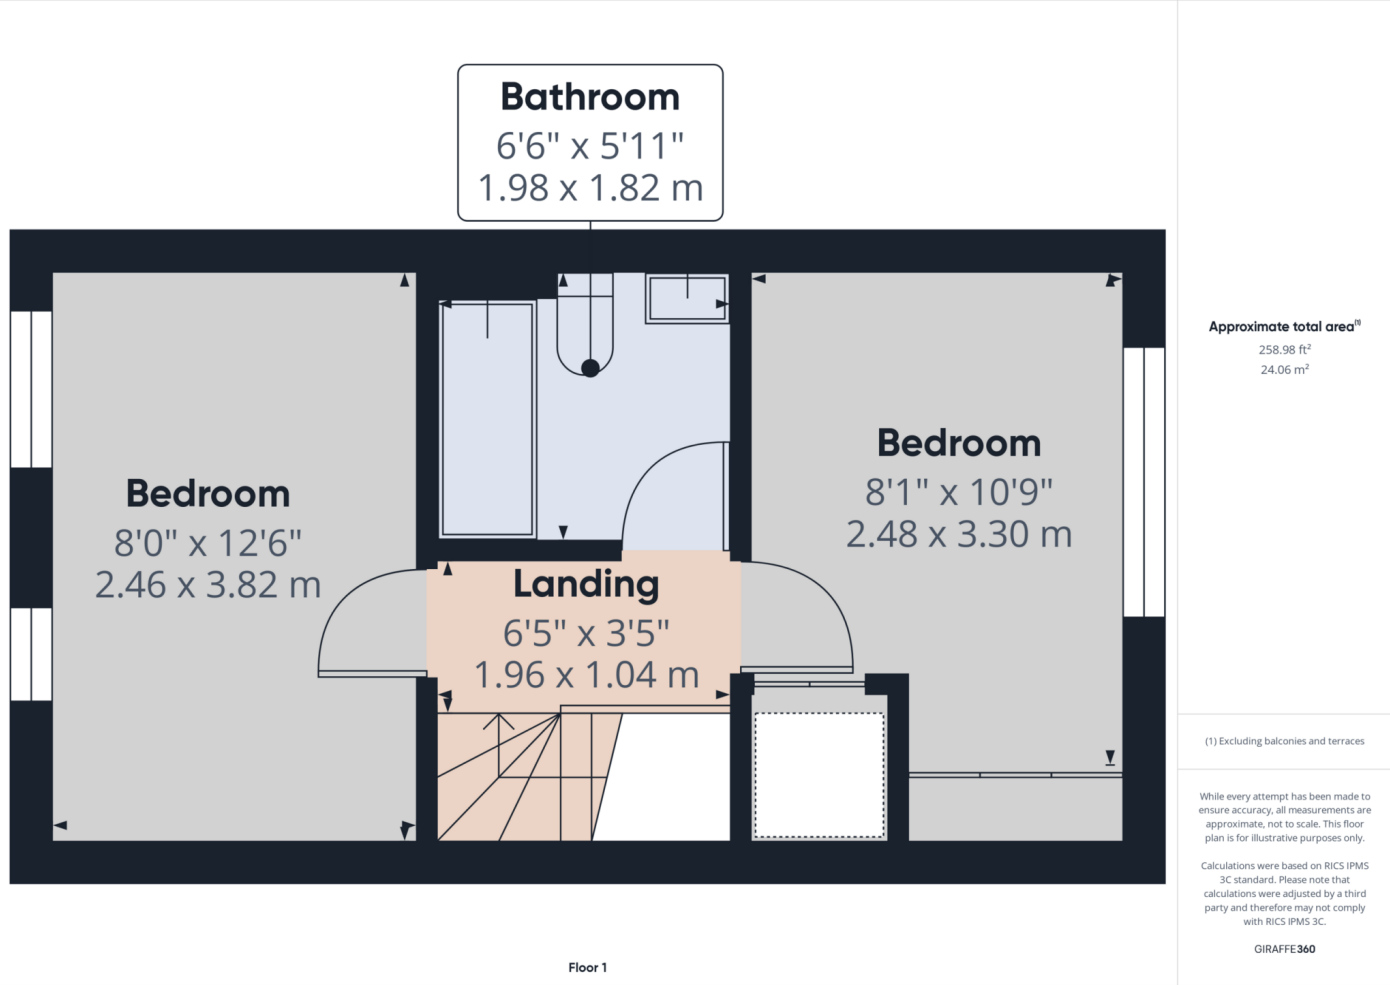 Bathroom
6'6" x 5'11"
1.98 x 1.82 m
Bedroom
8'0" x 12'6"
2.46 x 3.82 m
Landing
6'5" x 3'5"
1.96 x 1.04 m
Bedroom
8'1" x 10'9"
2.48 x 3.30 m
Floor 1
Approximate total area(1)
258.98 ft²
24.06 m²
(1) Excluding balconies and terraces
While every attempt has been made to
ensure accuracy, all measurements are
approximate, not to scale. This floor
plan is for illustrative purposes only.
Calculations were based on RICS IPMS
3C standard. Please note that
calculations were adjusted by a third
party and therefore may not comply
with RICS IPMS 3C.
GIRAFFE360